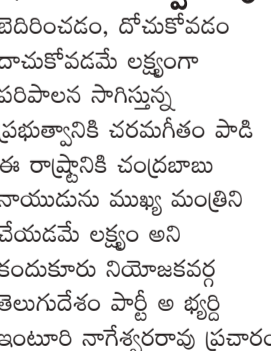 బెదిరించడం, దోచుకోవడం
దాచుకోవడమే లక్ష్యంగా
పరిపాలన సాగిస్తున్న
ప్రభుత్వానికి చరమగీతం పాడి
ఈ రాష్ట్రానికి చంద్రబాబు
నాయుడును ముఖ్య మంత్రిని
చేయడమే లక్ష్యం అని
కందుకూరు నియోజకవర్గ
తెలుగుదేశం పార్టీ అ భ్యర్ది
ఇంటూరి నాగేశ్వరరావు ప్రచారం